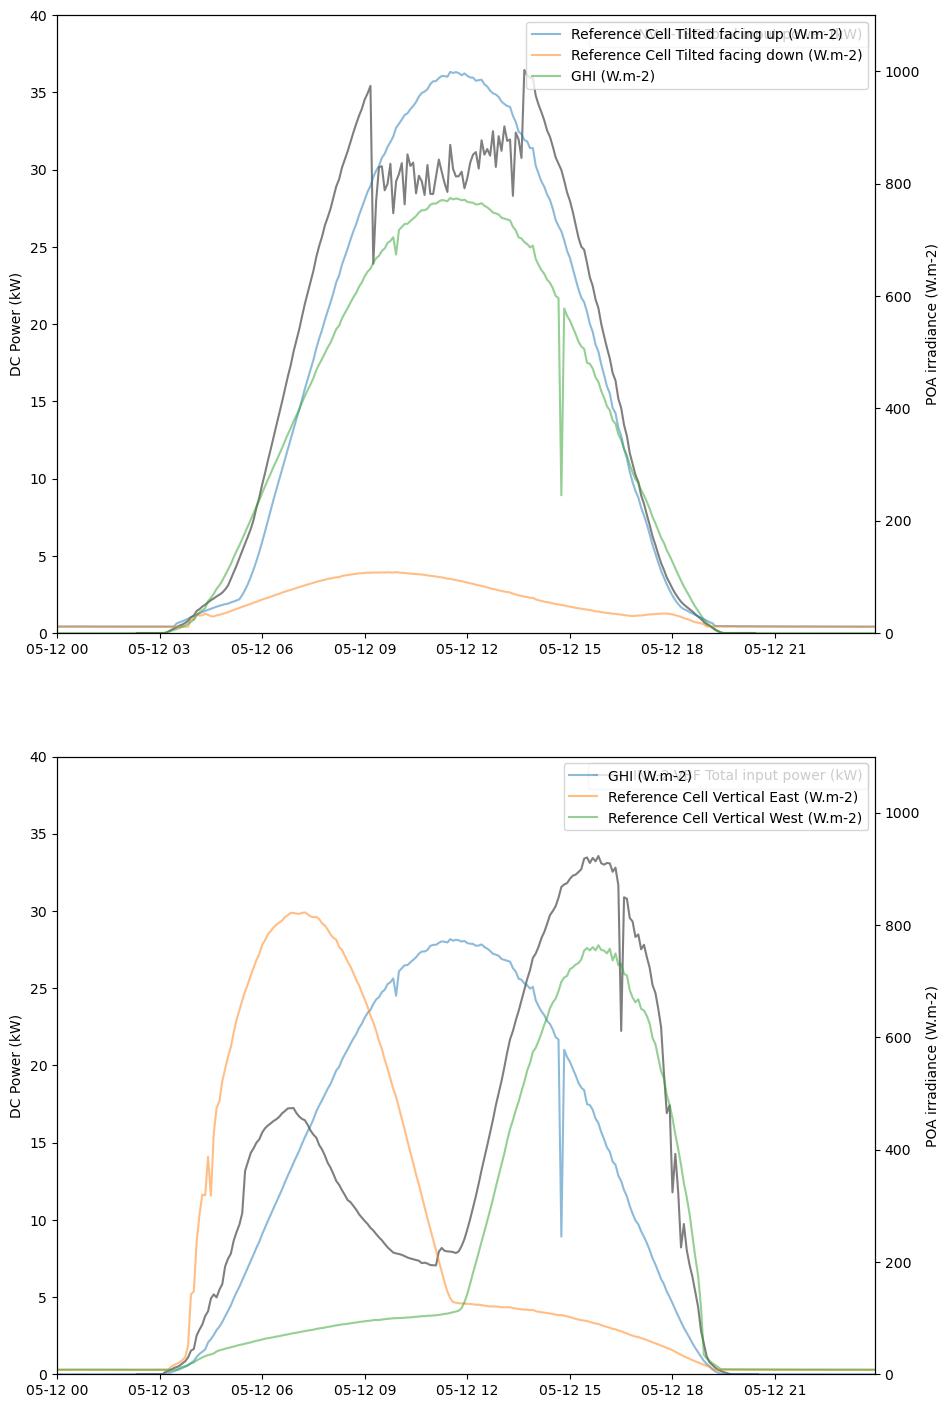 40
35
30
25
20
15
10
5
0
DC Power (kW)
1000
800
600
400
200
0
POA irradiance (W.m-2)
Reference Cell Tilted facing up (W.m-2)
Reference Cell Tilted facing down (W.m-2)
GHI (W.m-2)
05-12 00 05-12 03 05-12 06 05-12 09 05-12 12 05-12 15 05-12 18 05-12 21
40
35
30
25
20
15
10
5
0
DC Power (kW)
1000
800
600
400
200
0
POA irradiance (W.m-2)
GHI (W.m-2) Total input power (kW)
Reference Cell Vertical East (W.m-2)
Reference Cell Vertical West (W.m-2)
05-12 00 05-12 03 05-12 06 05-12 09 05-12 12 05-12 15 05-12 18 05-12 21